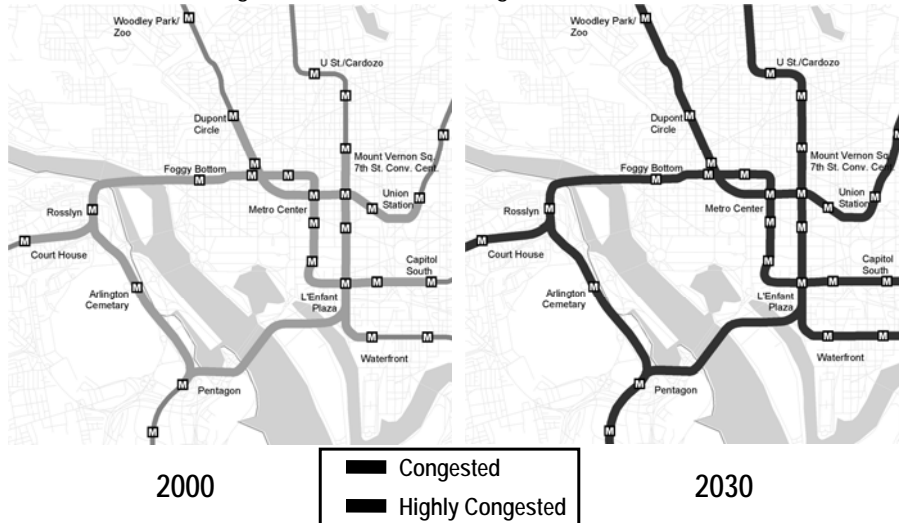 Woodley Park/
Zoo
U St./Cardozo
Dupont
Circle
Mount Vernon Sq.
7th St. Conv. Cent.
Foggy Bottom
Union
Station
Rosslyn
Metro Center
Court House
Capitol
South
Arlington
Cemetary
L'Enfant
Plaza
Waterfront
Pentagon
Woodley Park/
Zoo
U St./Cardozo
Dupont
Circle
Mount Vernon Sq.
7th St. Conv. Cent.
Foggy Bottom
Union
Station
Rosslyn
Metro Center
Court House
Capitol
South
Arlington
Cemetary
L'Enfant
Plaza
Waterfront
Pentagon
2000
Congested
Highly Congested
2030